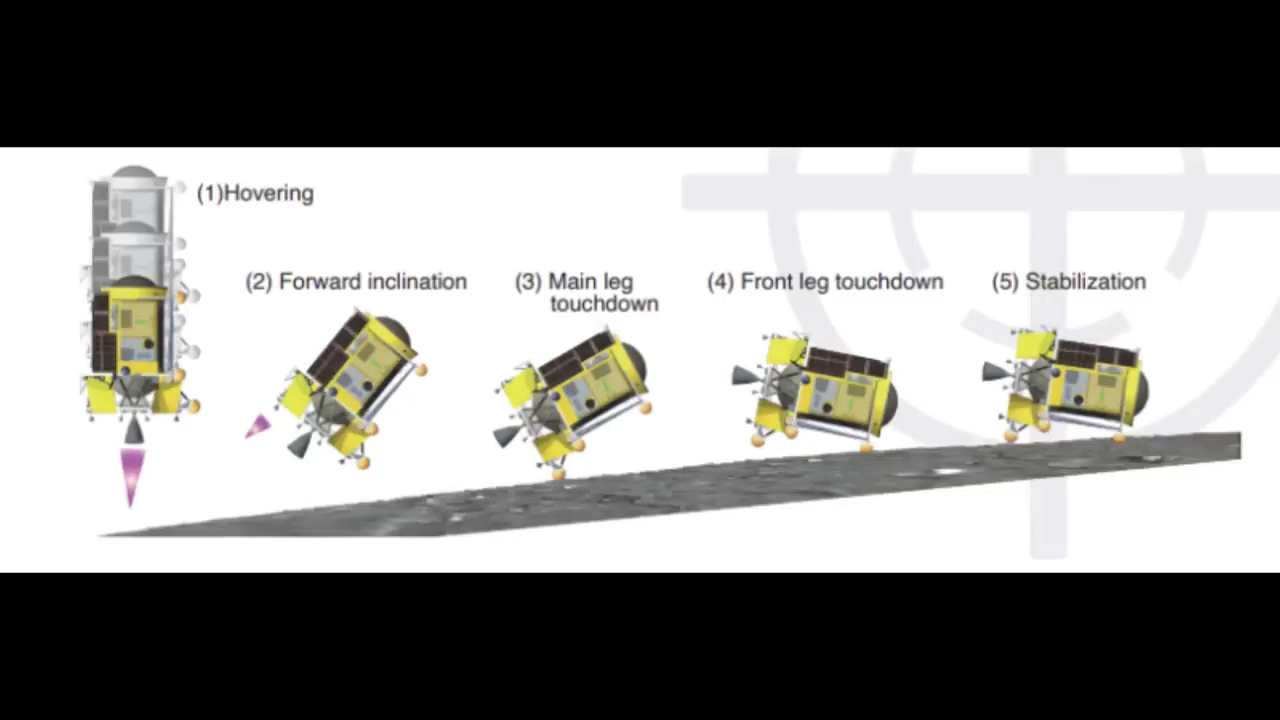 (1)Hovering
(2) Forward inclination
(3) Main leg
touchdown
(4) Front leg touchdown
(5) Stabilization